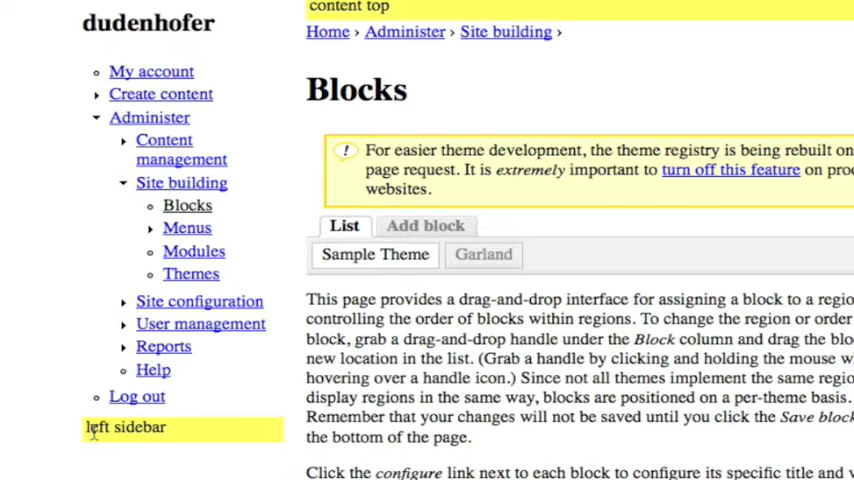 content top
dudenhofer
Home › Administer › Site building ›
My account
Create content
Administer
Content
management
Site building
Blocks
Menus
Modules
Themes
Site configuration
User management
Reports
Help
Log out
left sidebar
Blocks
For easier theme development, the theme registry is being rebuilt on
page request. It is extremely important to turn off this feature on
websites.
List Add block
Sample Theme Garland
This page provides a drag-and-drop interface for assigning a block to a
controlling the order of blocks within regions. To change the region or order
block, grab a drag-and-drop handle under the Block column and drag the
new location in the list. (Grab a handle by clicking and holding the mouse
hovering over a handle icon.) Since not all themes implement the same
display regions in the same way, blocks are positioned on a per-theme basis.
Remember that your changes will not be saved until you click the Save
the bottom of the page.
Click the configure link next to each block to configure its specific title and